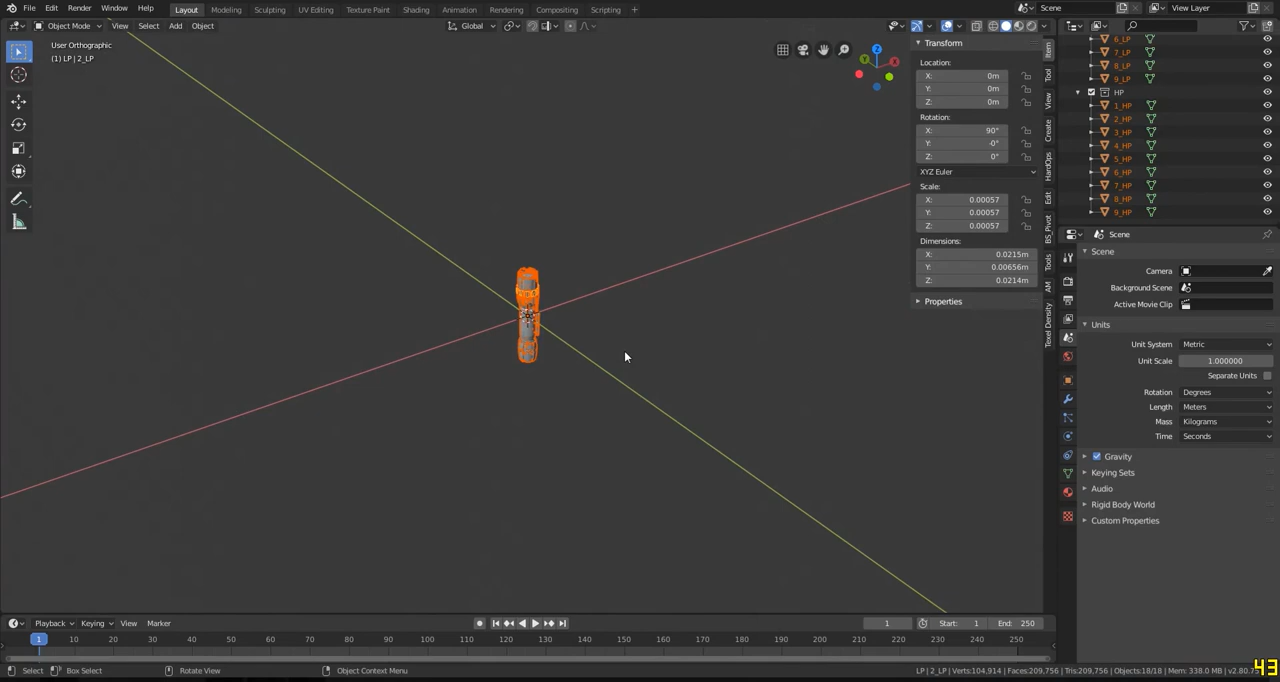 File Edit Render Window Help Layout Modeling Sculpting UV Editing Texture Paint Shading Animation Rendering Compositing Scripting + Scene View Layer
Object Mode View Select Add Object Global
User Orthographic
(1) LP | 2_LP
Z
Y
X
Transform
Location:
X: 0m
Y: 0m
Z: 0m
Rotation:
X: 90°
Y: -0°
Z: 0°
XYZ Euler
Scale:
X: 0.00057
Y: 0.00057
Z: 0.00057
Dimensions:
X: 0.0215m
Y: 0.00656m
Z: 0.0214m
Properties
Item
Tool
View
Create
HardOps
Edit
BS_Pivot
Tools
AM
Texel Density
6_LP
7_LP
8_LP
9_LP
HP
1_HP
2_HP
3_HP
4_HP
5_HP
6_HP
7_HP
8_HP
9_HP
Scene
Scene
Camera
Background Scene
Active Movie Clip
Units
Unit System Metric
Unit Scale 1.000000
Separate Units
Rotation Degrees
Length Meters
Mass Kilograms
Time Seconds
Gravity
Keying Sets
Audio
Rigid Body World
Custom Properties
Playback Keying View Marker 1 Start: 1 End: 250
1 10 20 30 40 50 60 70 80 90 100 110 120 130 140 150 160 170 180 190 200 210 220 230 240 250
Select Box Select Rotate View Object Context Menu LP | 2_LP | Verts:104,914 | Faces:209,756 | Tris:209,756 | Objects:18/18 | Mem: 338.0 MB | v2.80.75
43